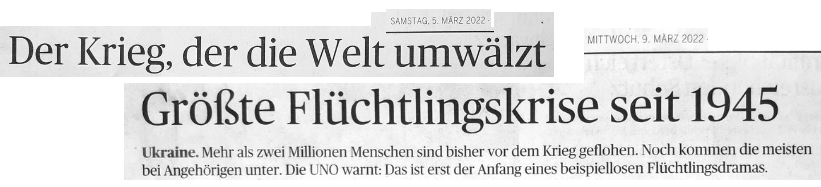 SAMSTAG, 5. MÄRZ 2022
Der Krieg, der die Welt umwälzt
MITTWOCH, 9. MÄRZ 2022
Größte Flüchtlingskrise seit 1945
Ukraine. Mehr als zwei Millionen Menschen sind bisher vor dem Krieg geflohen. Noch kommen die meisten
bei Angehörigen unter. Die UNO warnt: Das ist erst der Anfang eines beispiellosen Flüchtlingsdramas.